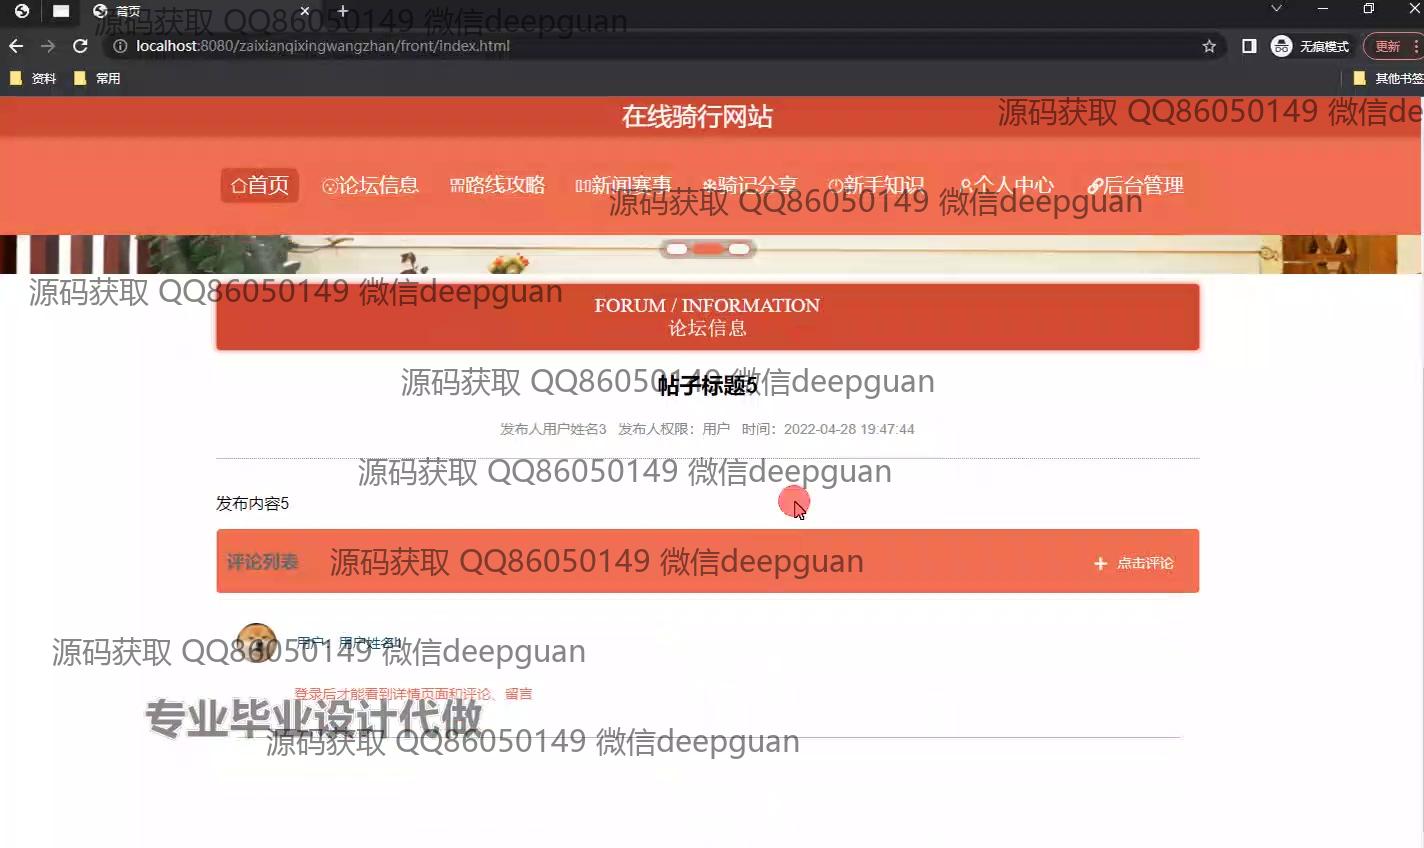 首页
源码获取 QQ86050149 微信deepguan
localhost:8080/zaixianqixingwangzhan/front/index.html
无痕模式
更新
资料
常用
其他书签
在线骑行网站
源码获取 QQ86050149 微信de
首页
论坛信息
路线攻略
新闻赛事
骑记分享
新手知识
个人中心
后台管理
源码获取 QQ86050149 微信deepguan
源码获取 QQ86050149 微信deepguan
FORUM / INFORMATION
论坛信息
源码获取 QQ86050149 微信deepguan
帖子标题5
发布人用户姓名3 发布人权限：用户 时间：2022-04-28 19:47:44
源码获取 QQ86050149 微信deepguan
发布内容5
评论列表
源码获取 QQ86050149 微信deepguan
点击评论
用户：用户姓名1
源码获取 QQ86050149 微信deepguan
登录后才能看到详情页面和评论、留言
专业毕业设计代做
源码获取 QQ86050149 微信deepguan